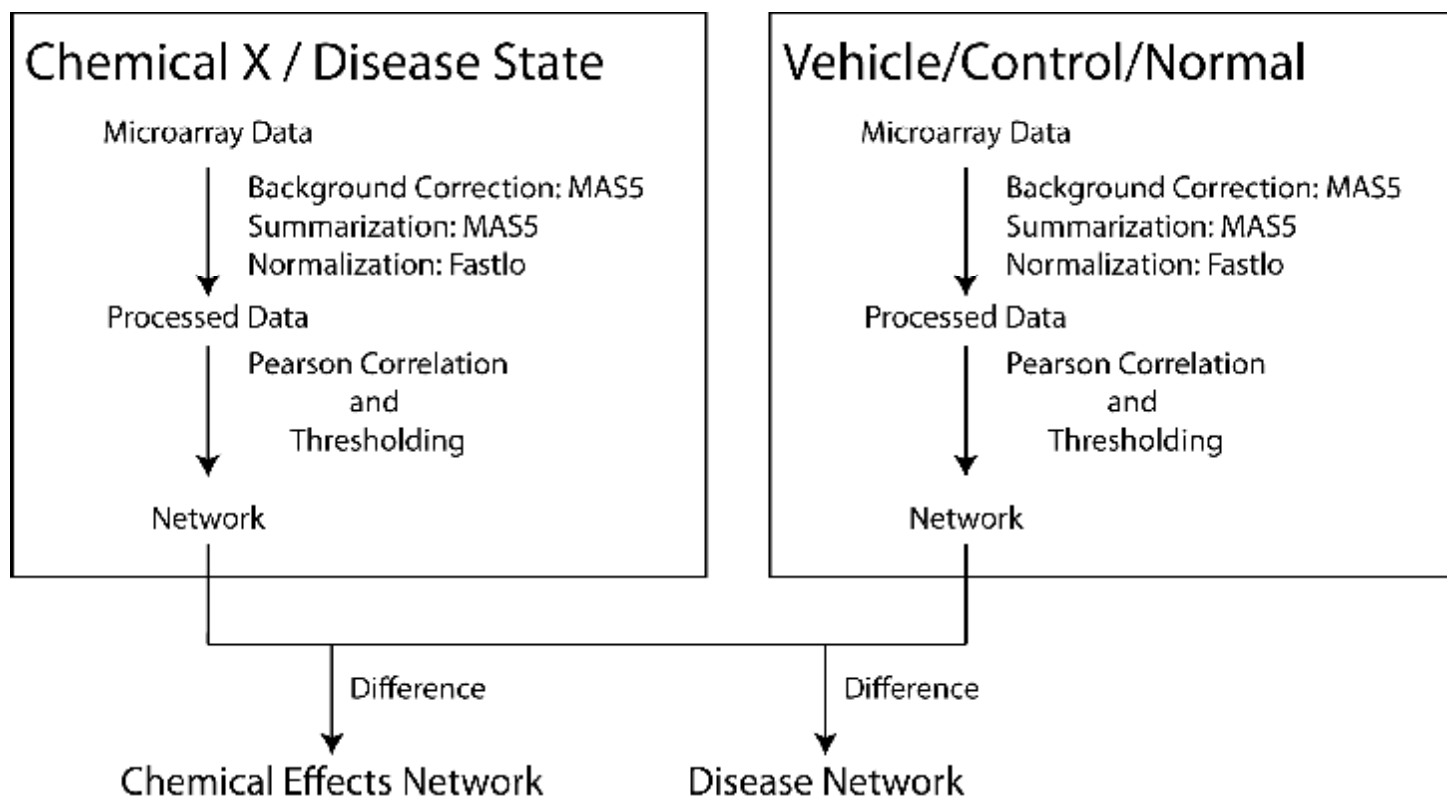 Chemical X / Disease State
Microarray Data
Background Correction: MAS5
Summarization: MAS5
Normalization: Fastlo
Processed Data
Pearson Correlation
and
Thresholding
Network
Vehicle/Control/Normal
Microarray Data
Background Correction: MAS5
Summarization: MAS5
Normalization: Fastlo
Processed Data
Pearson Correlation
and
Thresholding
Network
Difference
Difference
Chemical Effects Network
Disease Network